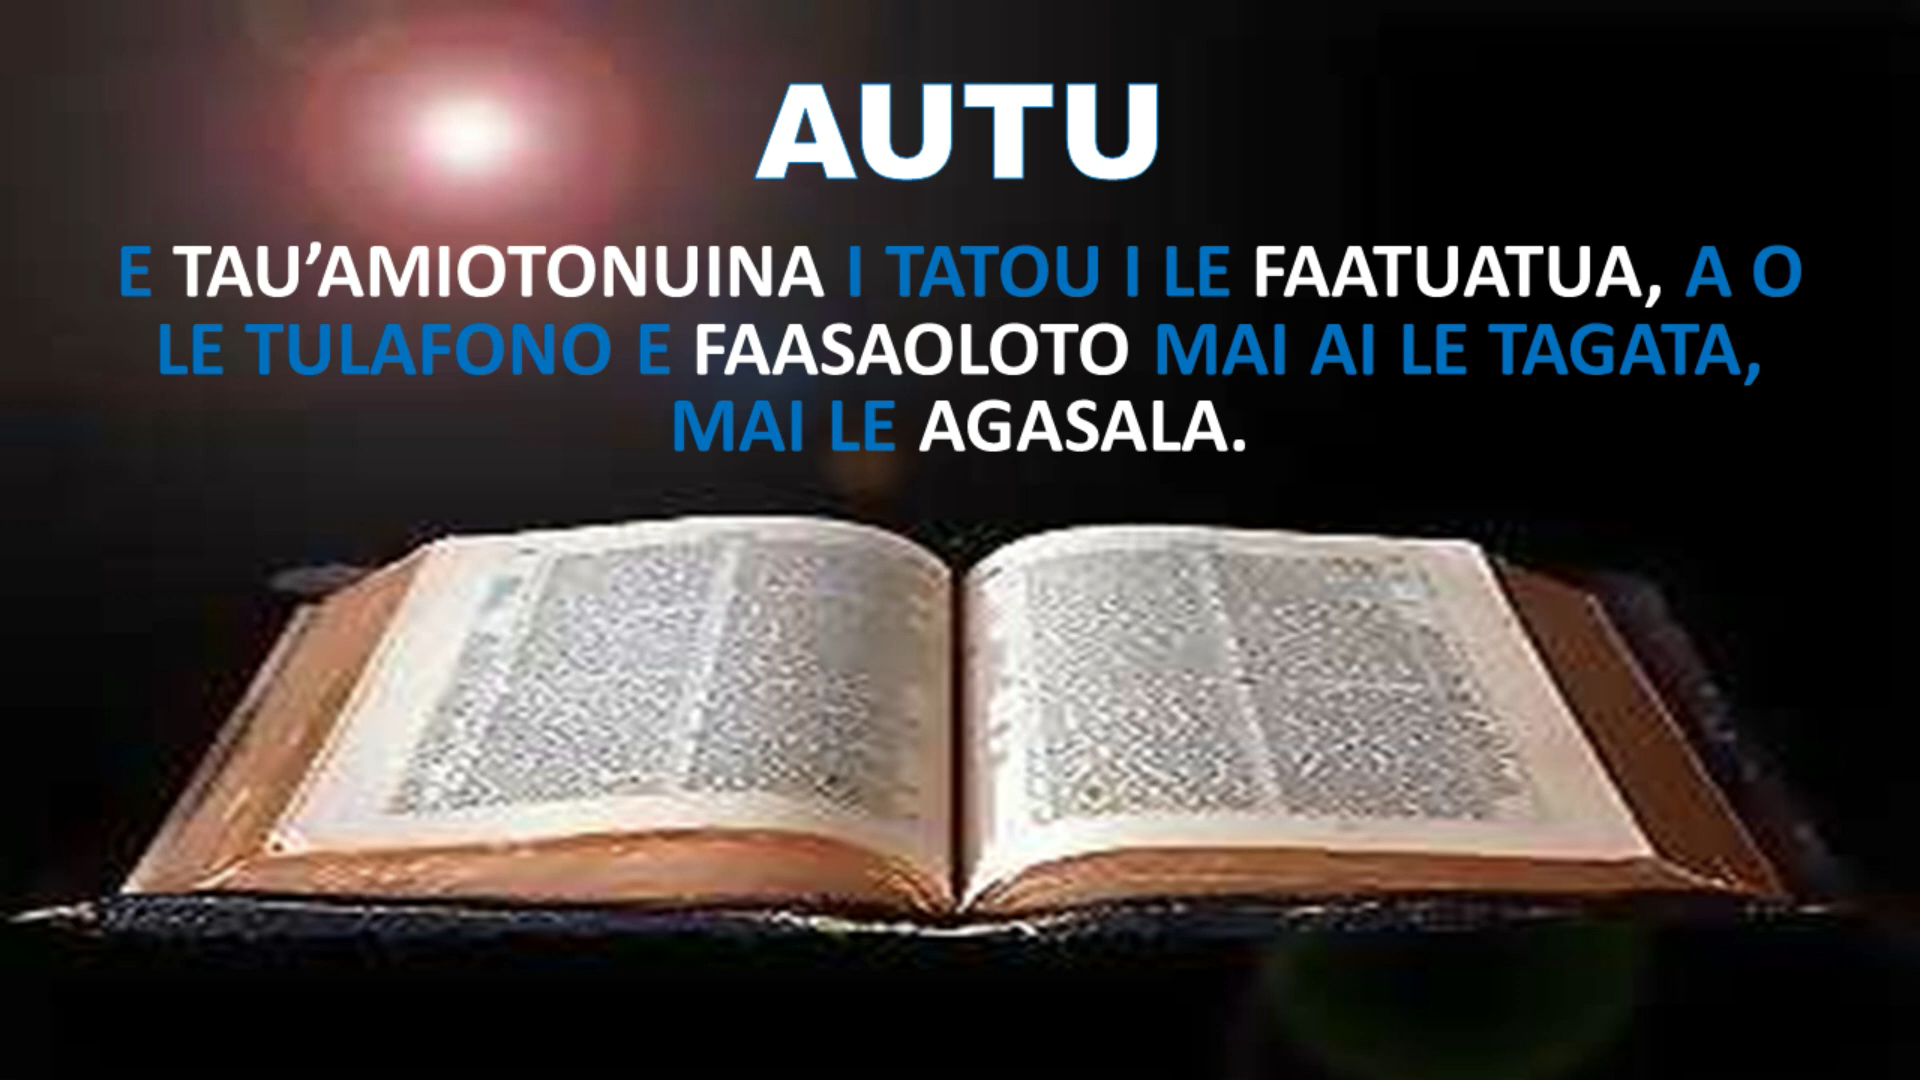 AUTU
E TAU’AMIOTONUINA I TATOU I LE FAATUATUA, A O
LE TULAFONO E FAASAOLOTO MAI AI LE TAGATA,
MAI LE AGASALA.